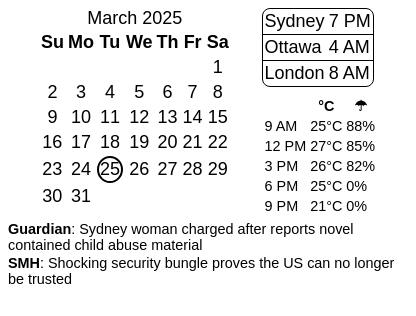 March 2025
Su Mo Tu We Th Fr Sa
1
2 3 4 5 6 7 8
9 10 11 12 13 14 15
16 17 18 19 20 21 22
23 24 25 26 27 28 29
30 31
Sydney 7 PM
Ottawa 4 AM
London 8 AM
°C ☂
9 AM 25°C 88%
12 PM 27°C 85%
3 PM 26°C 82%
6 PM 25°C 0%
9 PM 21°C 0%
Guardian: Sydney woman charged after reports novel
contained child abuse material
SMH: Shocking security bungle proves the US can no longer
be trusted